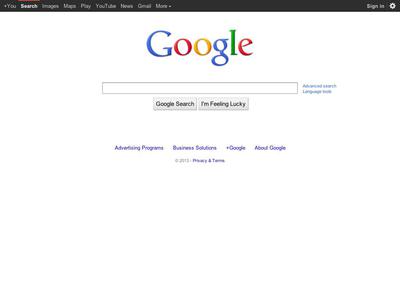 +You Search Images Maps Play YouTube News Gmail More Sign in
Google
Advanced search
Language tools
Google Search I'm Feeling Lucky
Advertising Programs Business Solutions +Google About Google
© 2013 - Privacy & Terms